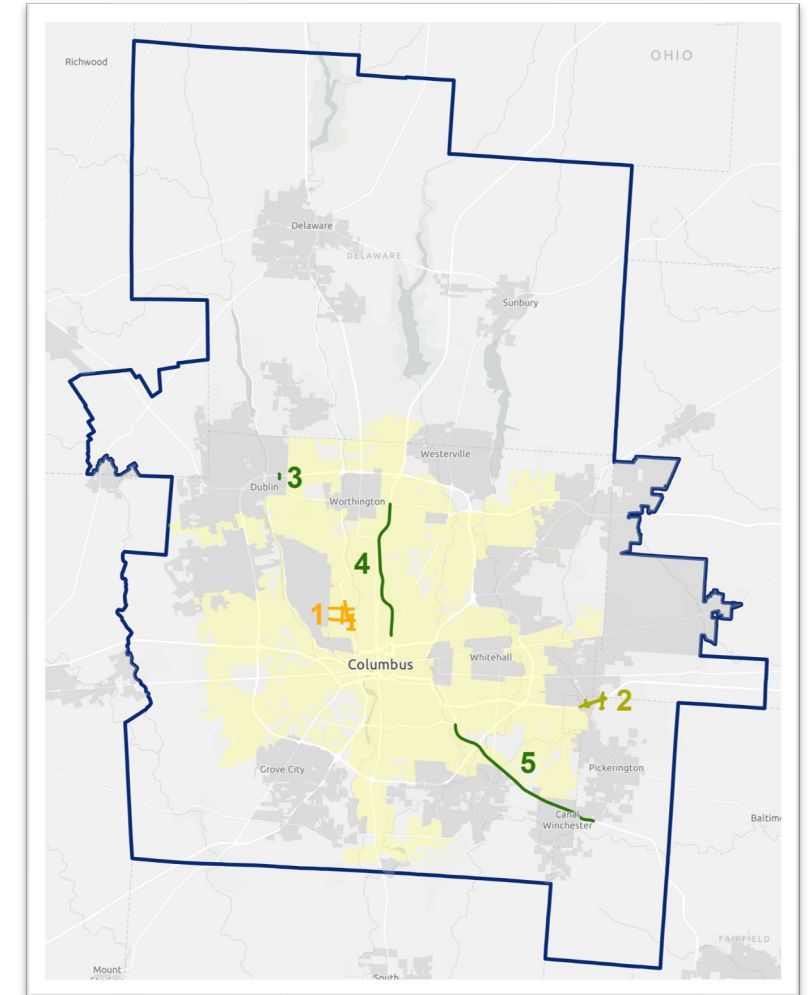 OHIO
Richwood
Delaware
DELAWARE
Sunbury
Westerville
3
Dublin
Worthington
4
1
Columbus
Whitehall
2
5
Grove City
Pickerington
Canal
Winchester
Baltim
FAIRFIELD
Mount
South